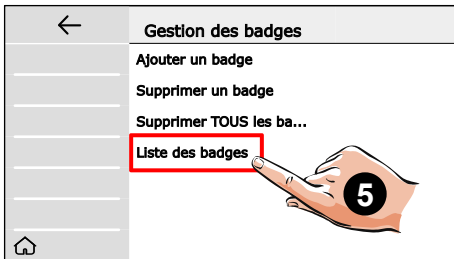 Gestion des badges
Ajouter un badge
Supprimer un badge
Supprimer TOUS les ba...
Liste des badges
5